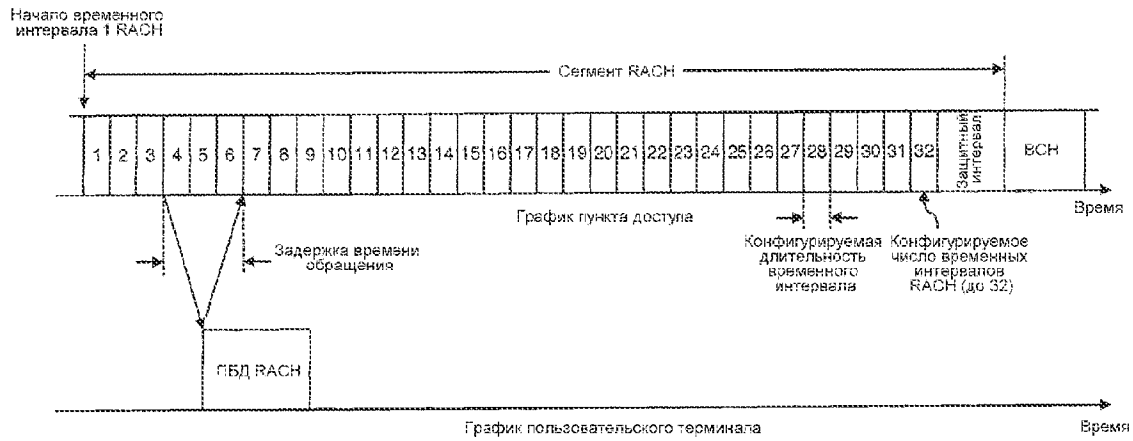 Начало временного
интервала 1 RACH
Сегмент RACH
1 2 3 4 5 6 7 8 9 10 11 12 13 14 15 16 17 18 19 20 21 22 23 24 25 26 27 28 29 30 31 32
Защитный
интервал
BCH
Время
График пункта доступа
Задержка времени
обращения
Конфигурируемая
длительность
временного
интервала
Конфигурируемое
число временных
интервалов
RACH (до 32)
ПБД RACH
График пользовательского терминала
Время